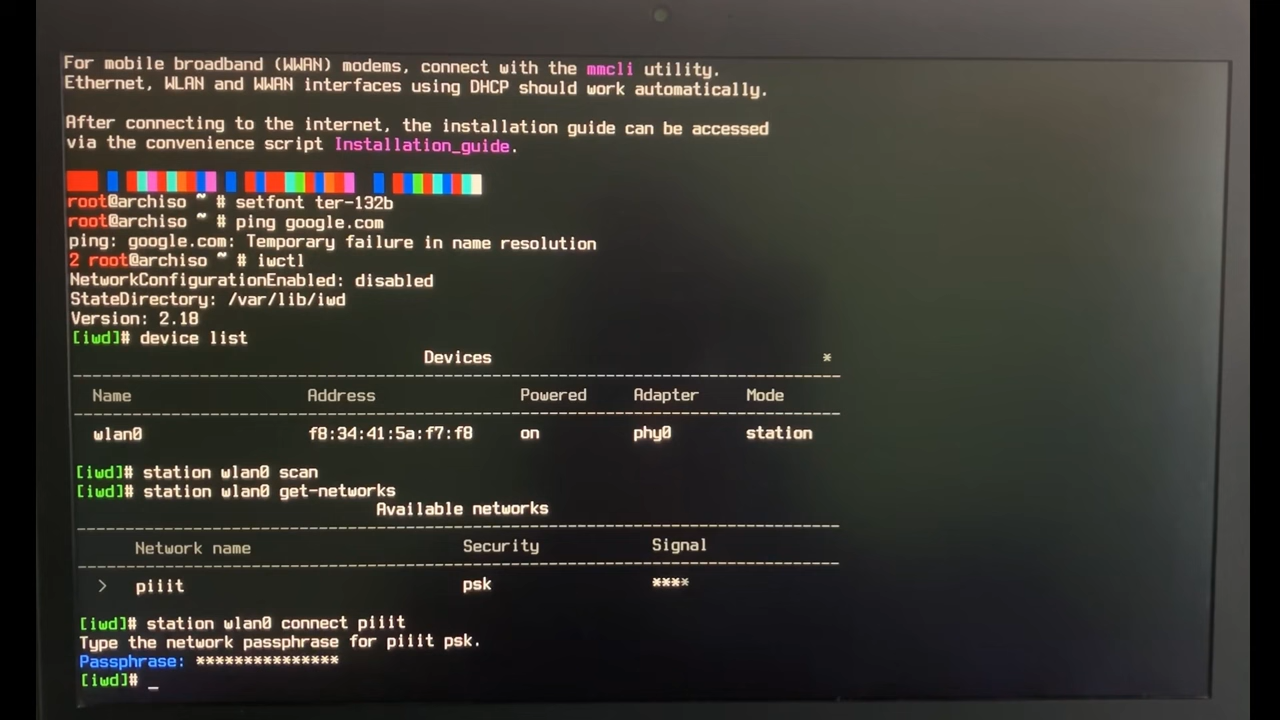 For mobile broadband (WWAN) modems, connect with the mmcli utility.
Ethernet, WLAN and WWAN interfaces using DHCP should work automatically.
After connecting to the internet, the installation guide can be accessed
via the convenience script Installation_guide.
root@archiso ~ # setfont ter-132b
root@archiso ~ # ping google.com
ping: google.com: Temporary failure in name resolution
2 root@archiso ~ # iwctl
NetworkConfigurationEnabled: disabled
StateDirectory: /var/lib/iwd
Version: 2.18
[iwd]# device list
Devices *
--------------------------------------------------------------------------------
Name Address Powered Adapter Mode
--------------------------------------------------------------------------------
wlan0 f8:34:41:5a:f7:f8 on phy0 station
[iwd]# station wlan0 scan
[iwd]# station wlan0 get-networks
Available networks
--------------------------------------------------------------------------------
Network name Security Signal
--------------------------------------------------------------------------------
> piiit psk ****
[iwd]# station wlan0 connect piiit
Type the network passphrase for piiit psk.
Passphrase: ***************
[iwd]# _